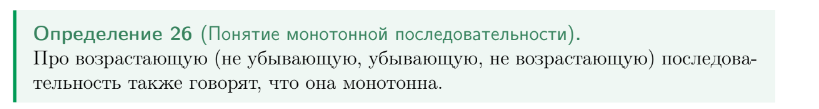 Определение 26 (Понятие монотонной последовательности).
Про возрастающую (не убывающую, убывающую, не возрастающую) последова-
тельность также говорят, что она монотонна.